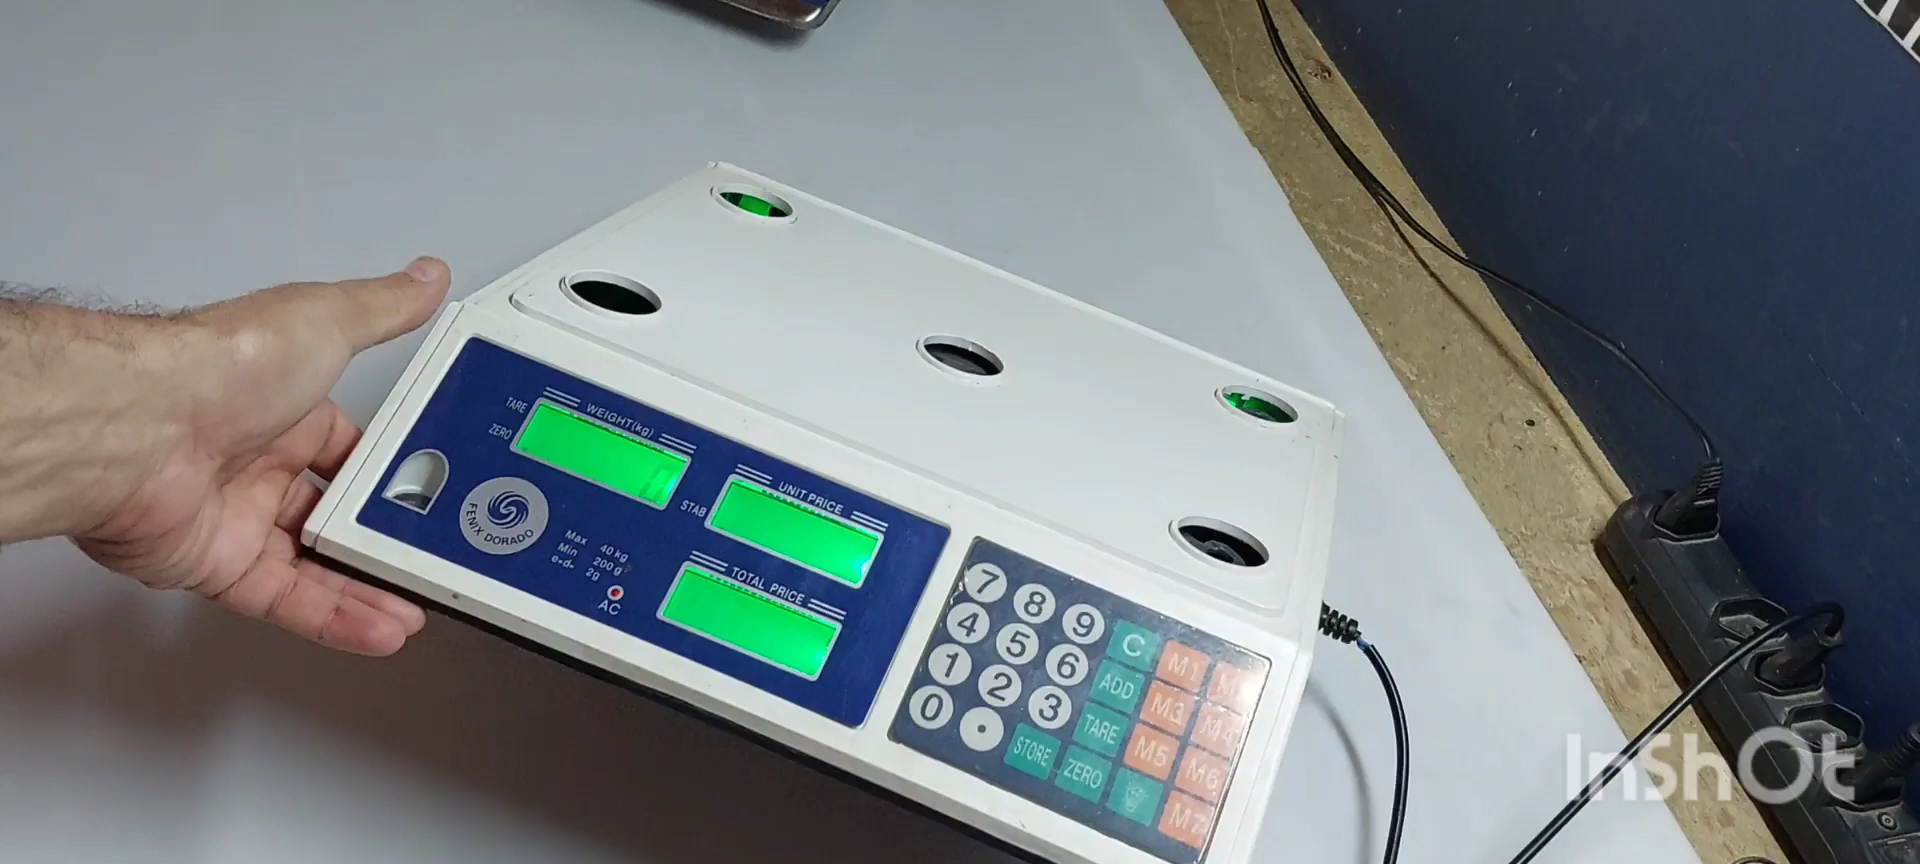 TARE
WEIGHT(kg)
ZERO
UNIT PRICE
STAB
TOTAL PRICE
FENIX DORADO
Max 40 kg
Min 200 g
e=d= 2g
AC
7 8 9 C M1
4 5 6 ADD M3 M4
1 2 3 TARE M5 M6
0 . STORE ZERO M7
InShOt